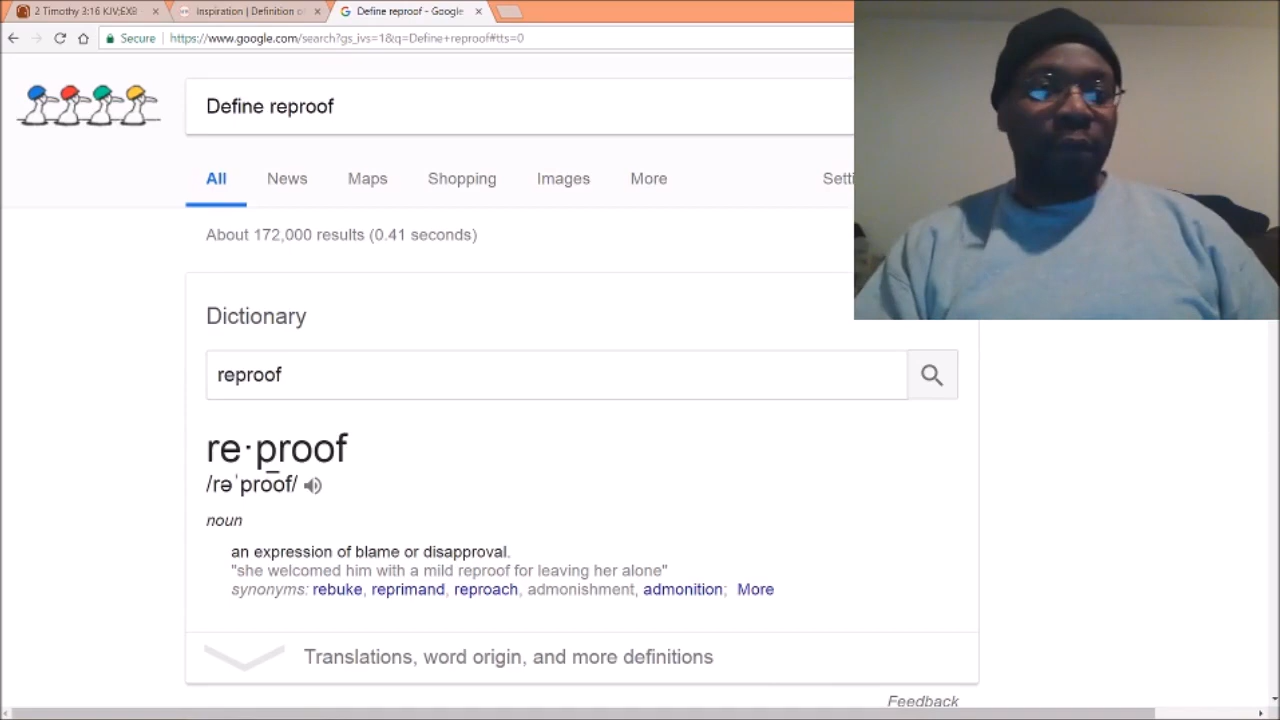 2 Timothy 3:16 KJV;EXB
Inspiration | Definition of
Define reproof - Google
Secure
https://www.google.com/search?gs_ivs=1&q=Define+reproof#tts=0
Define reproof
All News Maps Shopping Images More Setti
About 172,000 results (0.41 seconds)
Dictionary
reproof
re·proof
/rəˈpro͞of/
noun
an expression of blame or disapproval.
"she welcomed him with a mild reproof for leaving her alone"
synonyms: rebuke, reprimand, reproach, admonishment, admonition; More
Translations, word origin, and more definitions
Feedback